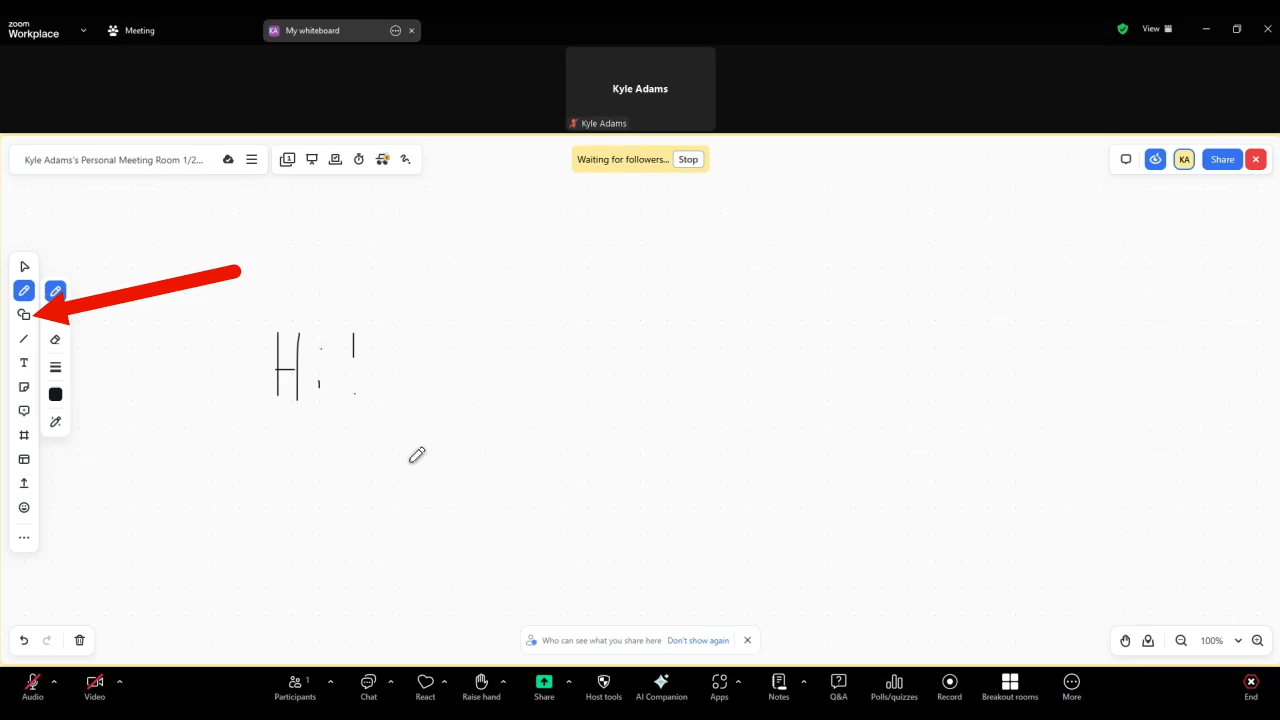 zoom
Workplace
Meeting
KA
My whiteboard
View
Kyle Adams
Kyle Adams
Kyle Adams's Personal Meeting Room 1/2...
1
Waiting for followers...
Stop
KA
Share
T
Hi!
Who can see what you share here
Don't show again
100%
Audio
Video
1
Participants
Chat
React
Raise hand
Share
Host tools
AI Companion
Apps
Notes
Q&A
Polls/quizzes
Record
Breakout rooms
More
End